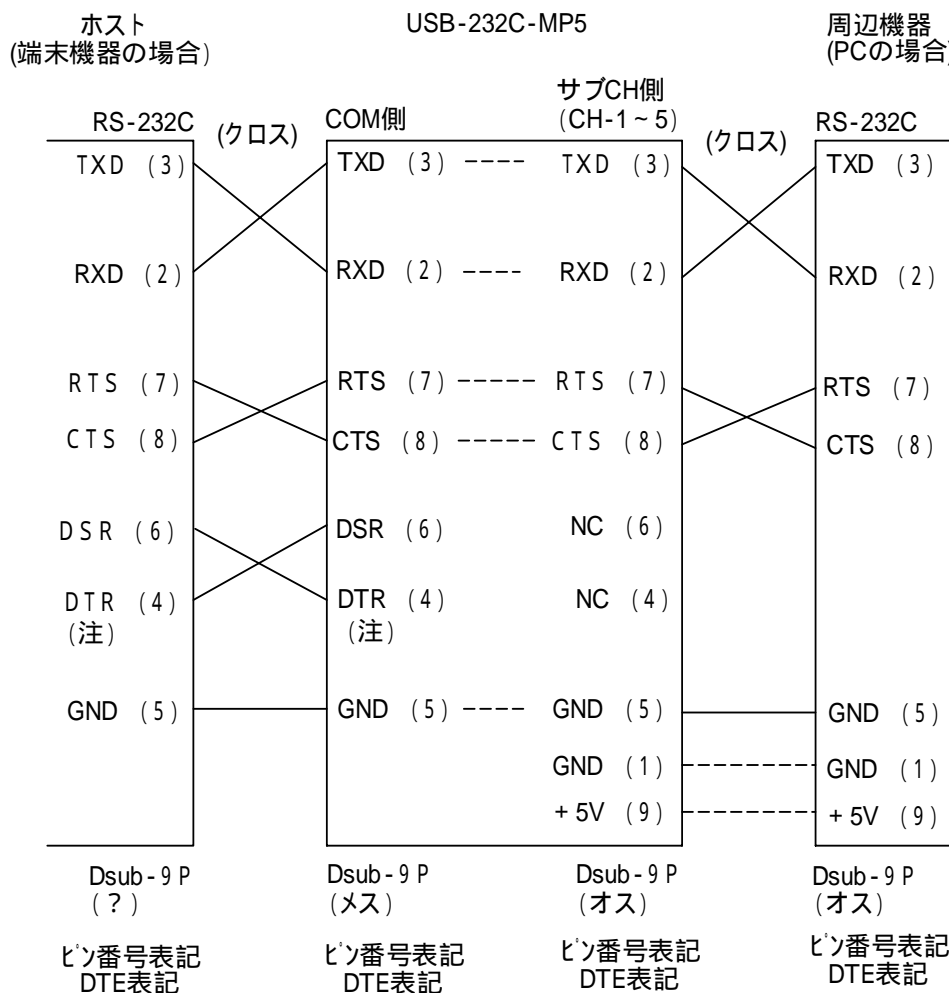 ホスト
(端末機器の場合)
USB-232C-MP5
周辺機器
(PCの場合)
RS-232C
(クロス)
COM側
サブCH側
(CH-1~5)
(クロス)
RS-232C
TXD (3)
TXD (3) ---- TXD (3)
TXD (3)
RXD (2)
RXD (2) ---- RXD (2)
RXD (2)
RTS (7)
RTS (7) ----- RTS (7)
RTS (7)
CTS (8)
CTS (8) ----- CTS (8)
CTS (8)
DSR (6)
DSR (6)
NC (6)
DTR (4)
(注)
DTR (4)
(注)
NC (4)
GND (5)
GND (5) ---- GND (5)
GND (5)
GND (1)
GND (1)
+5V (9)
+5V (9)
Dsub-9P
(?)
Dsub-9P
(メス)
Dsub-9P
(オス)
Dsub-9P
(オス)
ピン番号表記
DTE表記
ピン番号表記
DTE表記
ピン番号表記
DTE表記
ピン番号表記
DTE表記